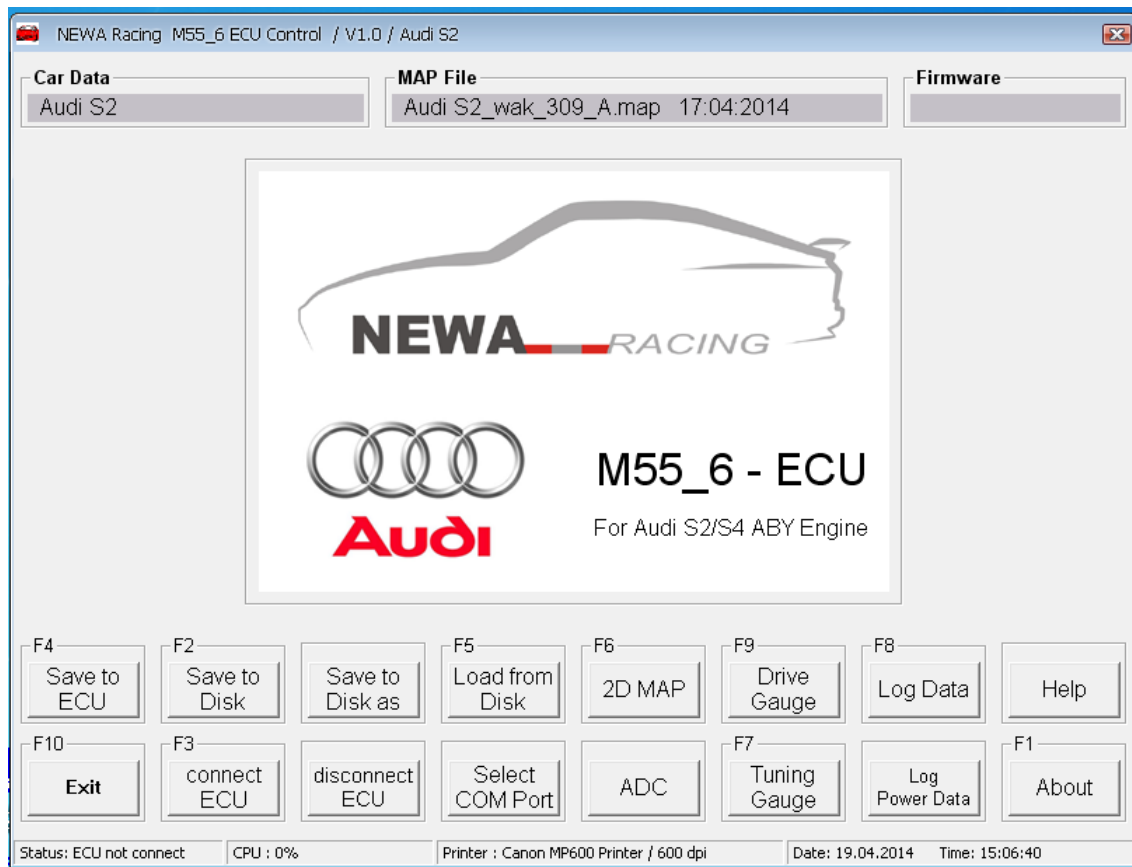 NEWA Racing M55_6 ECU Control / V1.0 / Audi S2
Car Data
MAP File
Firmware
Audi S2
Audi S2_wak_309_A.map 17:04:2014
NEWA RACING
Audi
M55_6 - ECU
For Audi S2/S4 ABY Engine
F4
F2
F5
F6
F9
F8
Save to
ECU
Save to
Disk
Save to
Disk as
Load from
Disk
2D MAP
Drive
Gauge
Log Data
Help
F10
F3
F7
F1
Exit
connect
ECU
disconnect
ECU
Select
COM Port
ADC
Tuning
Gauge
Log
Power Data
About
Status: ECU not connect
CPU : 0%
Printer : Canon MP600 Printer / 600 dpi
Date: 19.04.2014 Time: 15:06:40